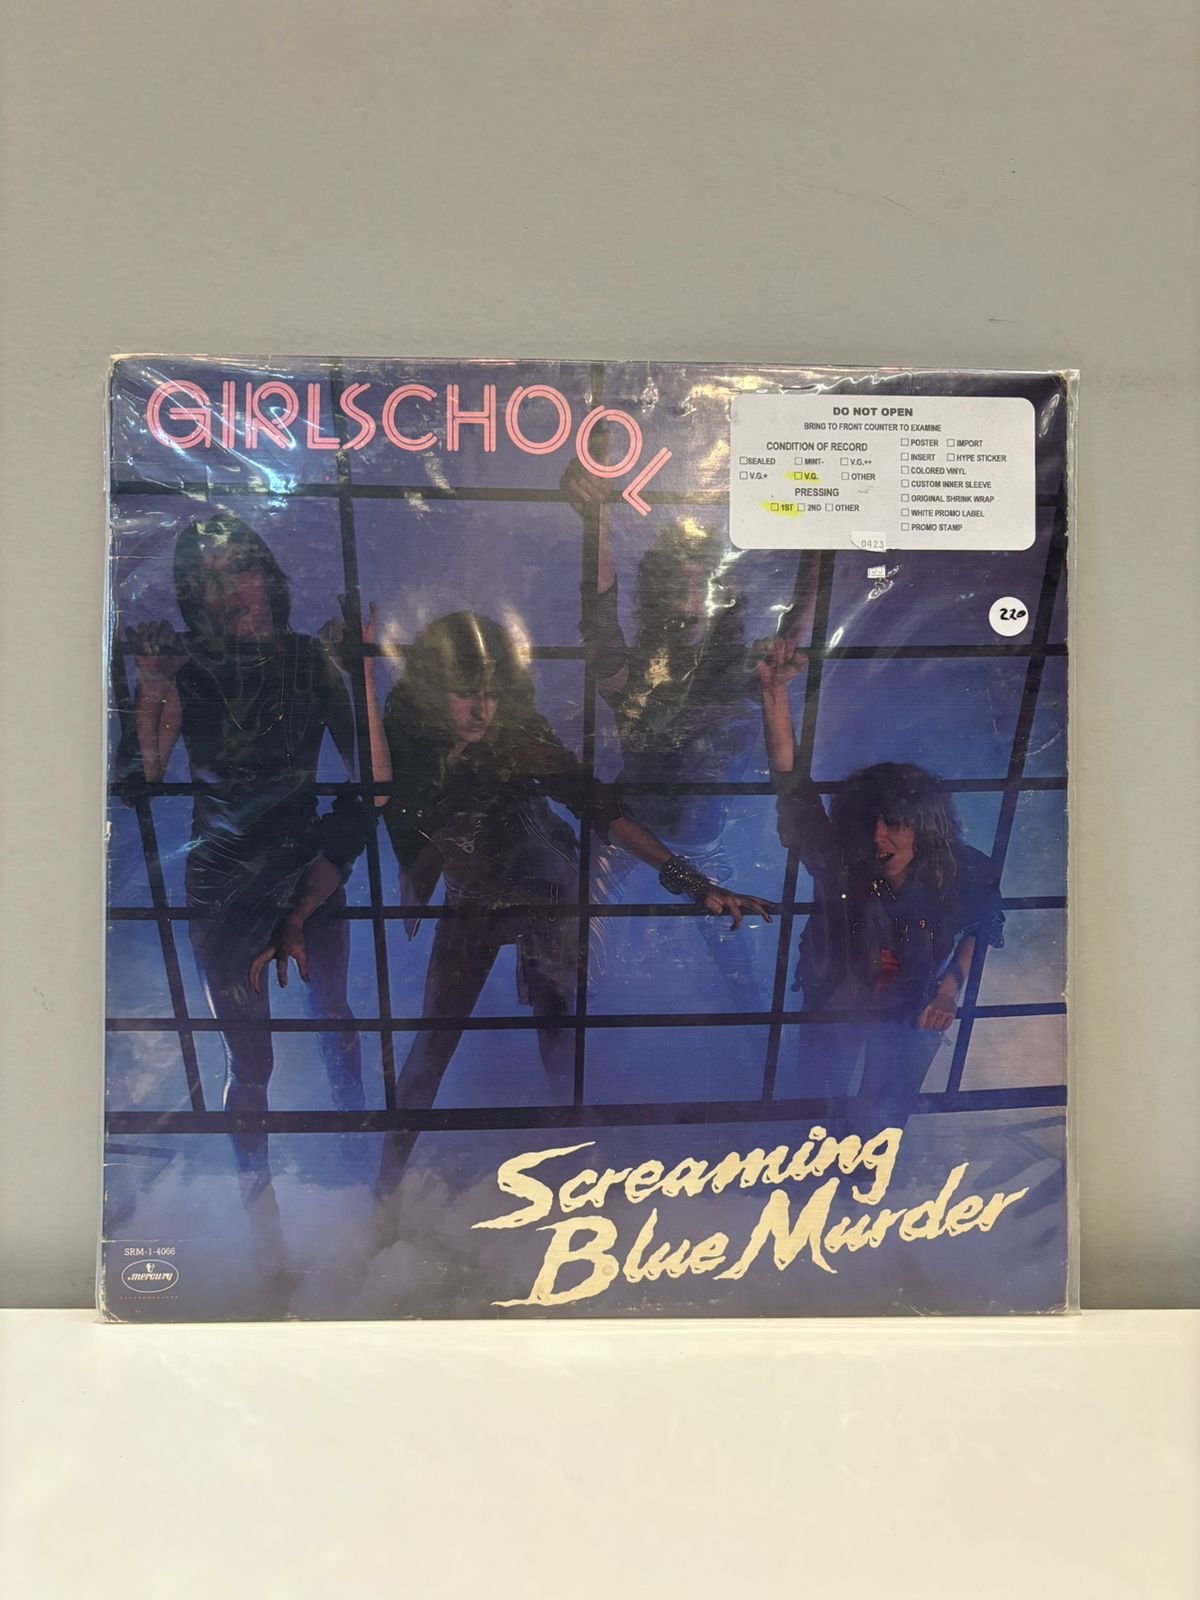 GIRLSCHOOL
DO NOT OPEN
BRING TO FRONT COUNTER TO EXAMINE
CONDITION OF RECORD
☐ SEALED ☐ MINT- ☐ V.G.++
☐ V.G.+ ☐ V.G. ☐ OTHER
PRESSING
☐ 1ST ☐ 2ND ☐ OTHER
☐ POSTER ☐ IMPORT
☐ INSERT ☐ HYPE STICKER
☐ COLORED VINYL
☐ CUSTOM INNER SLEEVE
☐ ORIGINAL SHRINK WRAP
☐ WHITE PROMO LABEL
☐ PROMO STAMP
0423
220
Screaming
Blue Murder
SRM-1-4066
mercury